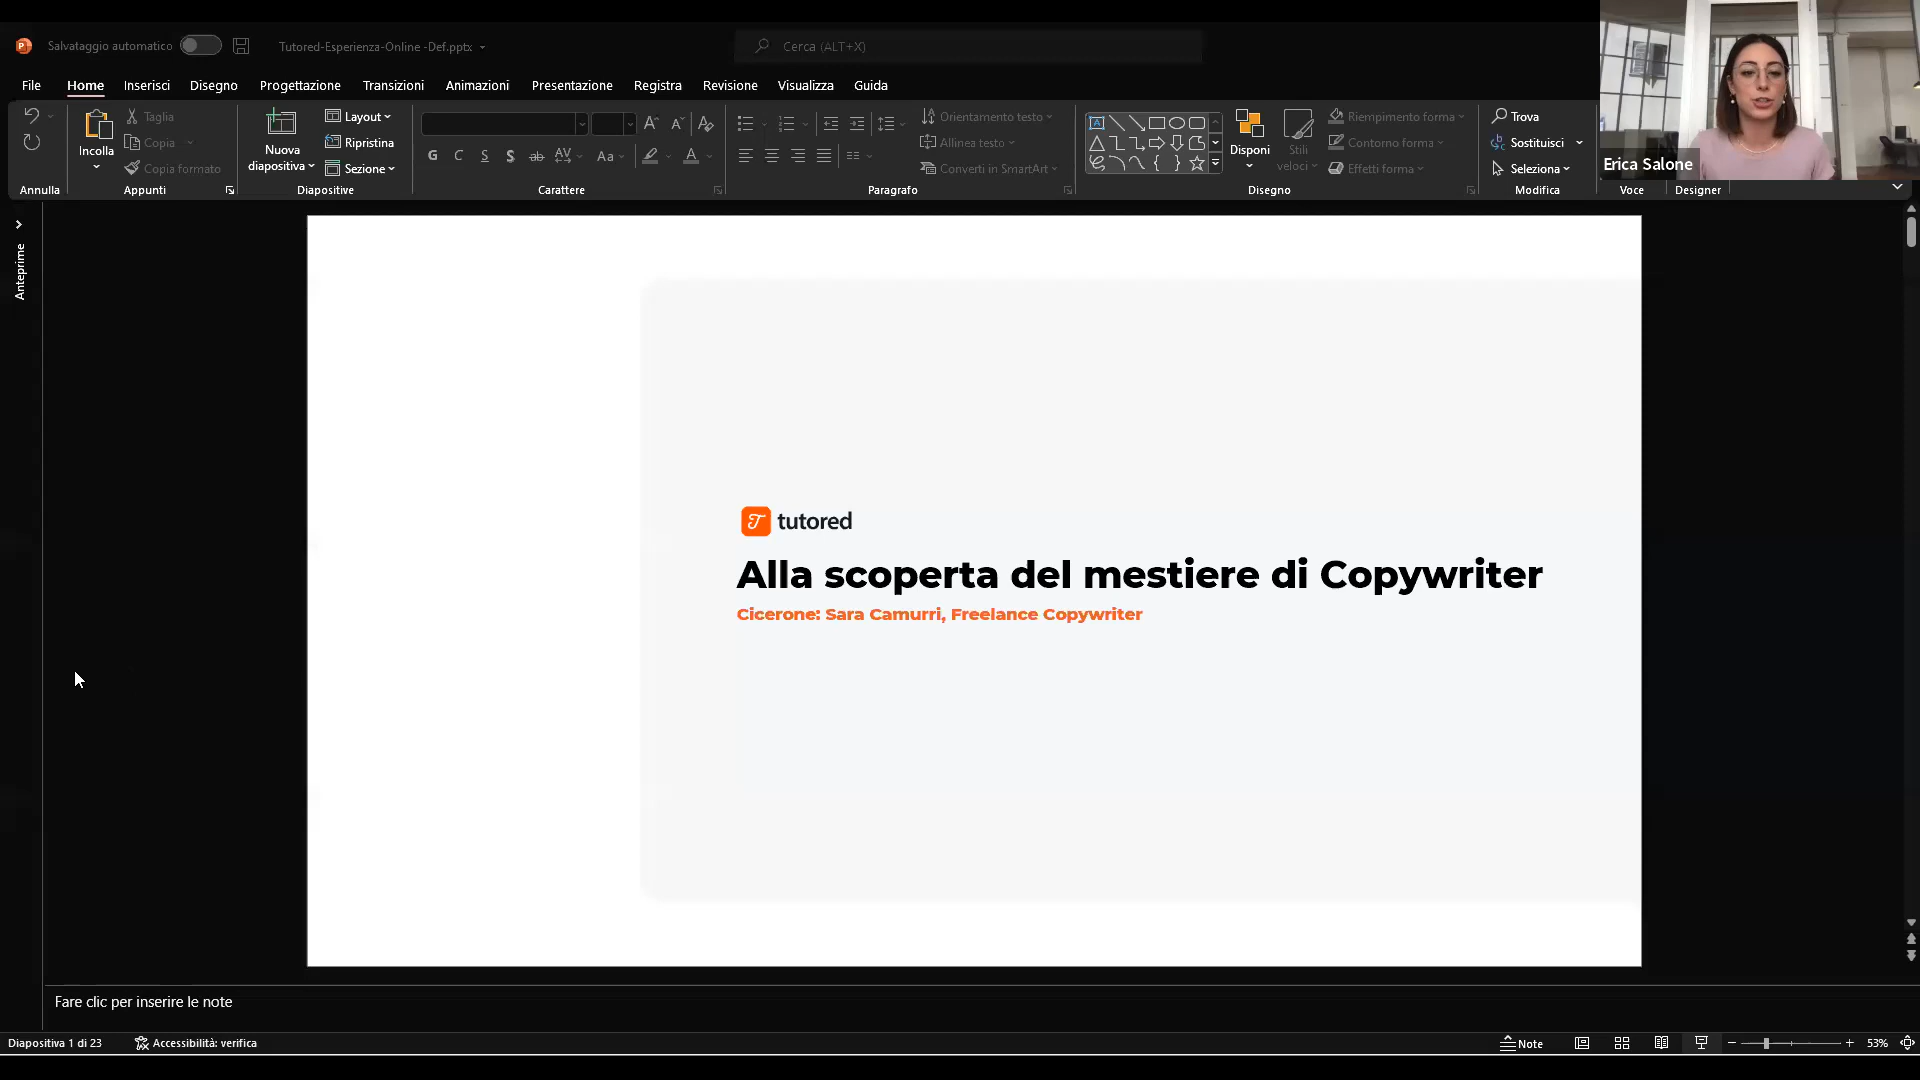 Salvataggio automatico
Tutored-Esperienza-Online -Def.pptx
Cerca (ALT+X)
File Home Inserisci Disegno Progettazione Transizioni Animazioni Presentazione Registra Revisione Visualizza Guida
Annulla
Incolla
Taglia
Copia
Copia formato
Appunti
Nuova diapositiva
Layout
Ripristina
Sezione
Diapositive
G C S S ab AV Aa A
Carattere
Orientamento testo
Allinea testo
Converti in SmartArt
Paragrafo
Disponi
Stili veloci
Riempimento forma
Contorno forma
Effetti forma
Disegno
Trova
Sostituisci
Seleziona
Modifica
Voce
Designer
Erica Salone
Anteprime
tutored
Alla scoperta del mestiere di Copywriter
Cicerone: Sara Camurri, Freelance Copywriter
Fare clic per inserire le note
Diapositiva 1 di 23
Accessibilità: verifica
Note
53%